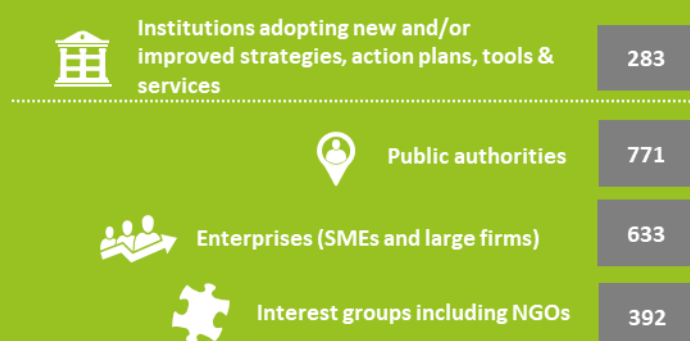 Institutions adopting new and/or
improved strategies, action plans, tools &
services
283
Public authorities
771
Enterprises (SMEs and large firms)
633
Interest groups including NGOs
392